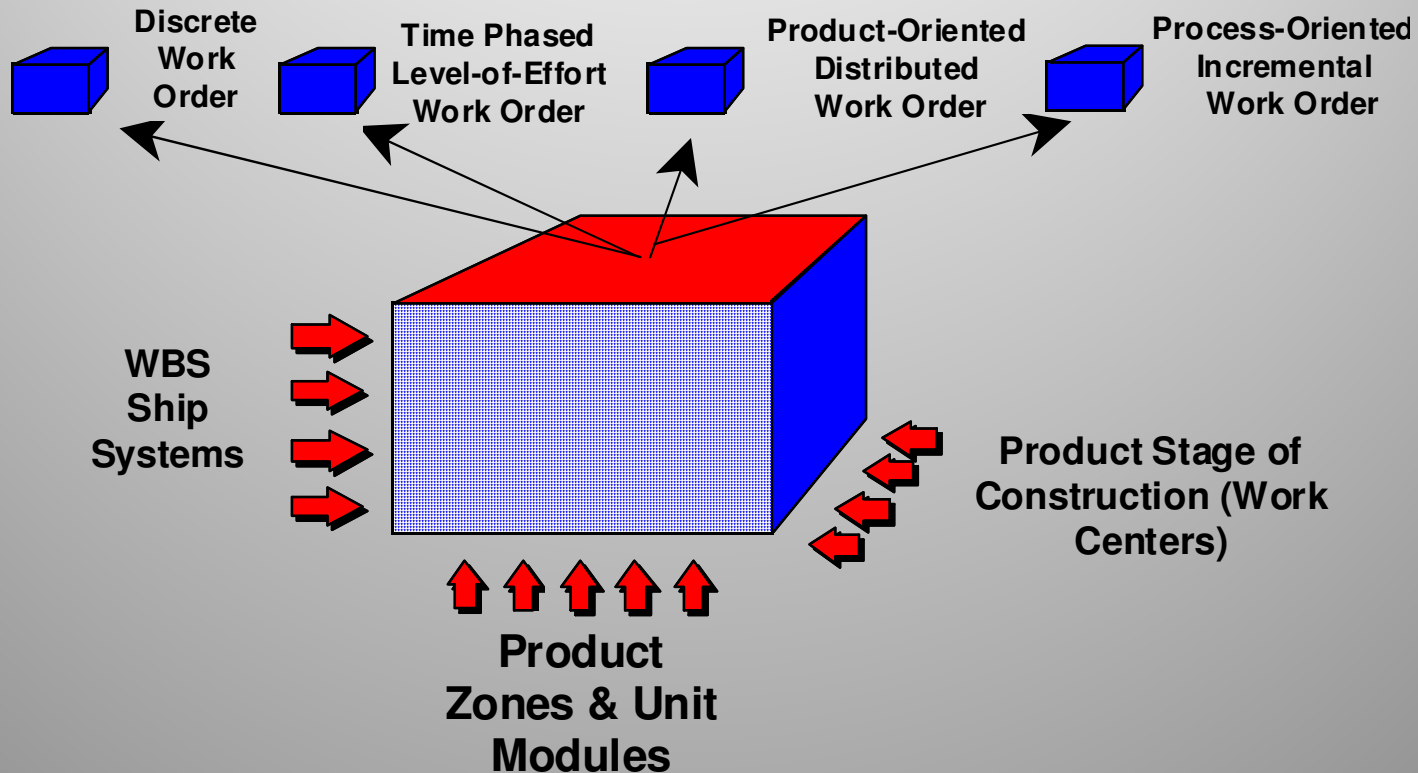 Discrete
Work
Order
Time Phased
Level-of-Effort
Work Order
Product-Oriented
Distributed
Work Order
Process-Oriented
Incremental
Work Order
WBS
Ship
Systems
Product Stage of
Construction (Work
Centers)
Product
Zones & Unit
Modules